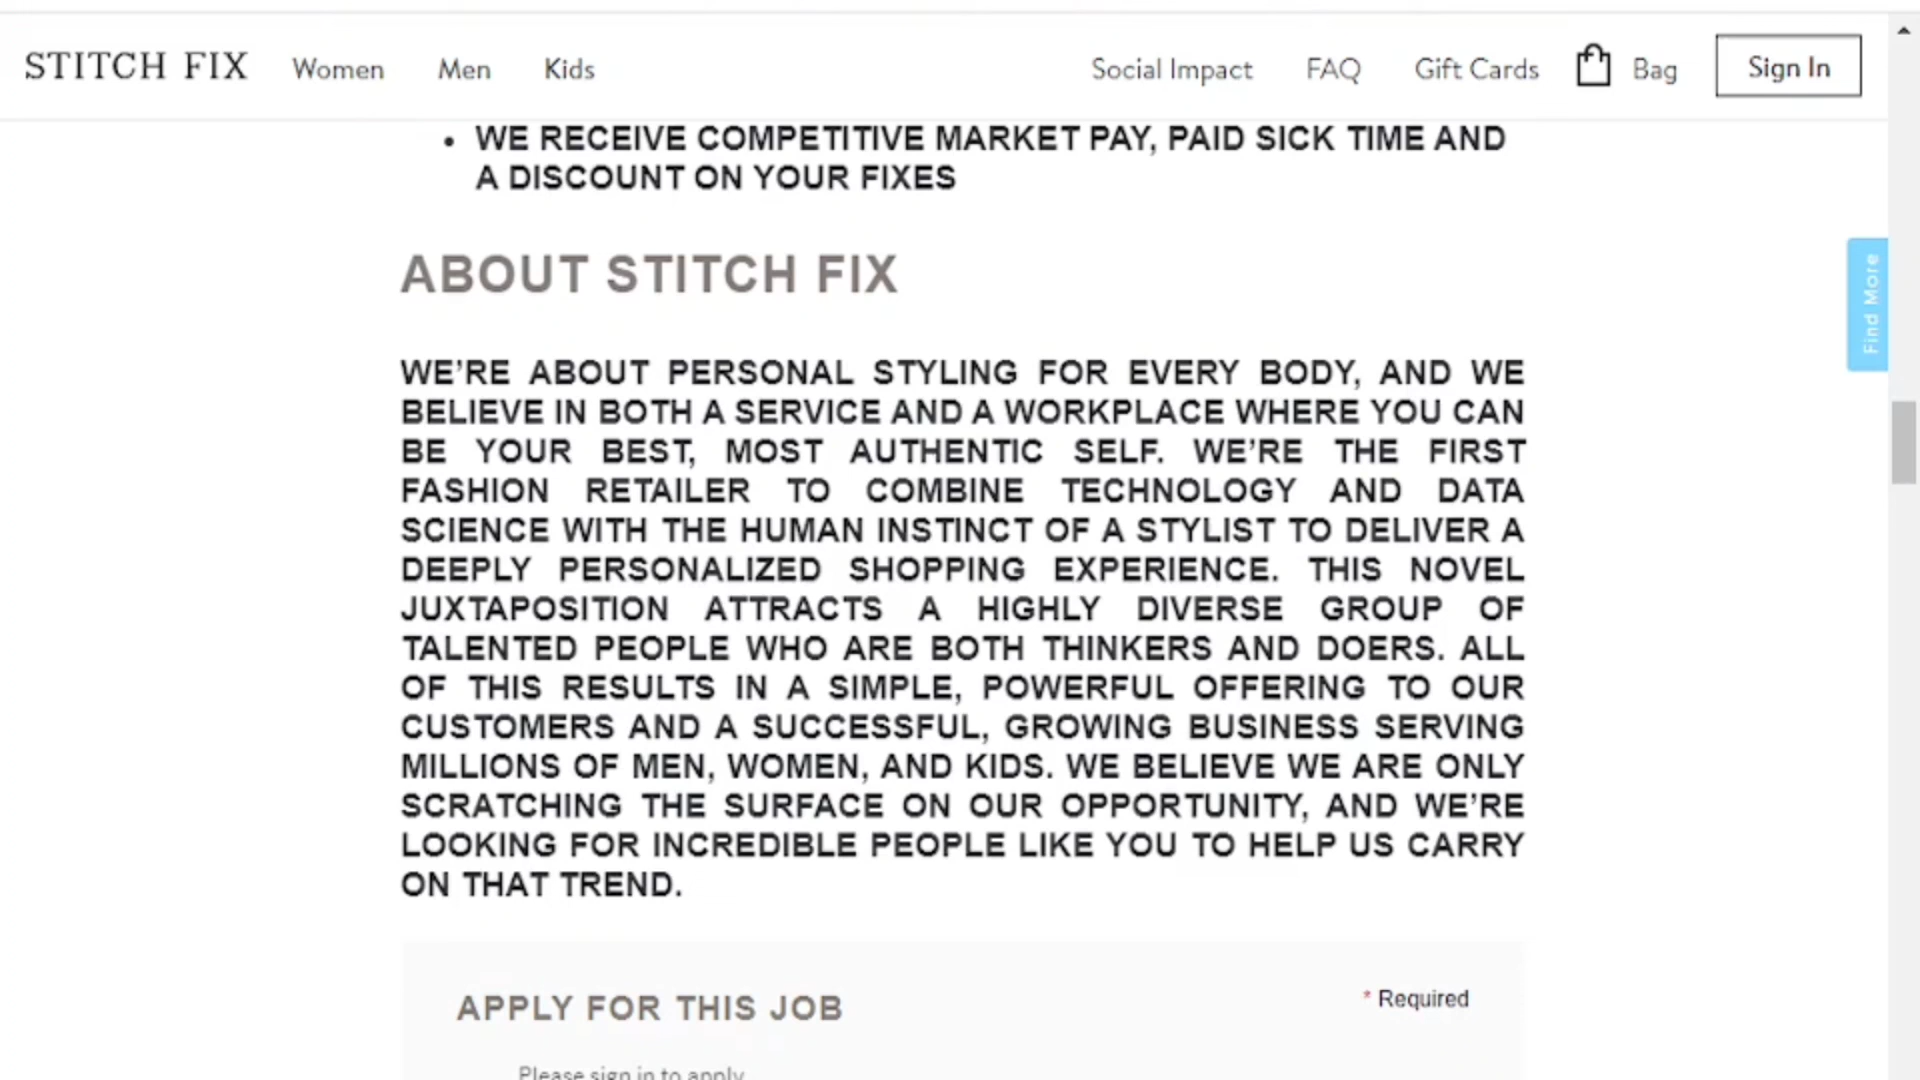 STITCH FIX Women Men Kids Social Impact FAQ Gift Cards Bag Sign In
• WE RECEIVE COMPETITIVE MARKET PAY, PAID SICK TIME AND
A DISCOUNT ON YOUR FIXES
ABOUT STITCH FIX
Find More
WE’RE ABOUT PERSONAL STYLING FOR EVERY BODY, AND WE
BELIEVE IN BOTH A SERVICE AND A WORKPLACE WHERE YOU CAN
BE YOUR BEST, MOST AUTHENTIC SELF. WE’RE THE FIRST
FASHION RETAILER TO COMBINE TECHNOLOGY AND DATA
SCIENCE WITH THE HUMAN INSTINCT OF A STYLIST TO DELIVER A
DEEPLY PERSONALIZED SHOPPING EXPERIENCE. THIS NOVEL
JUXTAPOSITION ATTRACTS A HIGHLY DIVERSE GROUP OF
TALENTED PEOPLE WHO ARE BOTH THINKERS AND DOERS. ALL
OF THIS RESULTS IN A SIMPLE, POWERFUL OFFERING TO OUR
CUSTOMERS AND A SUCCESSFUL, GROWING BUSINESS SERVING
MILLIONS OF MEN, WOMEN, AND KIDS. WE BELIEVE WE ARE ONLY
SCRATCHING THE SURFACE ON OUR OPPORTUNITY, AND WE’RE
LOOKING FOR INCREDIBLE PEOPLE LIKE YOU TO HELP US CARRY
ON THAT TREND.
APPLY FOR THIS JOB
* Required
Please sign in to apply